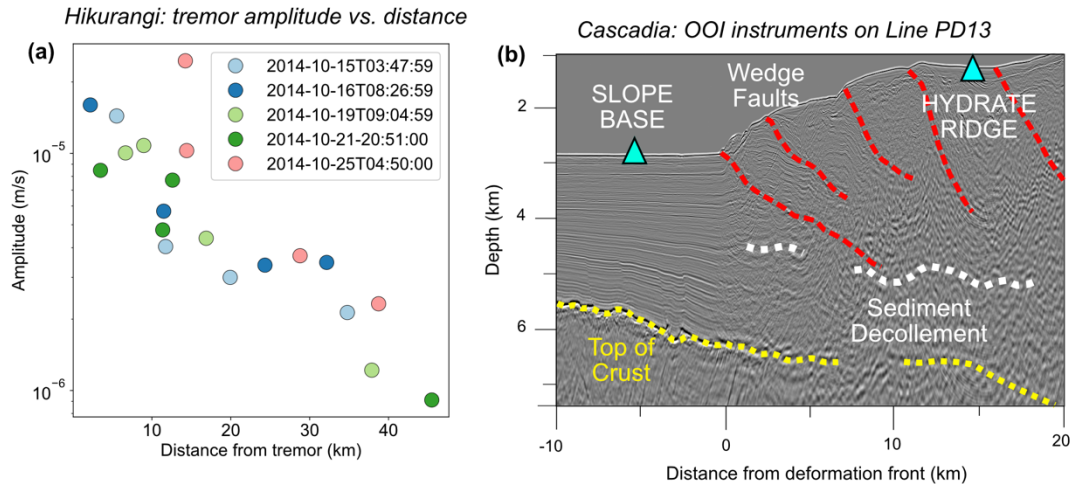 Hikurangi: tremor amplitude vs. distance
(a)
2014-10-15T03:47:59
2014-10-16T08:26:59
2014-10-19T09:04:59
2014-10-21-20:51:00
2014-10-25T04:50:00
Amplitude (m/s)
10⁻⁵
10⁻⁶
10
20
30
40
Distance from tremor (km)
Cascadia: OOI instruments on Line PD13
(b)
SLOPE
BASE
Wedge
Faults
HYDRATE
RIDGE
Sediment
Decollement
Top of
Crust
Depth (km)
2
4
6
-10
0
10
20
Distance from deformation front (km)